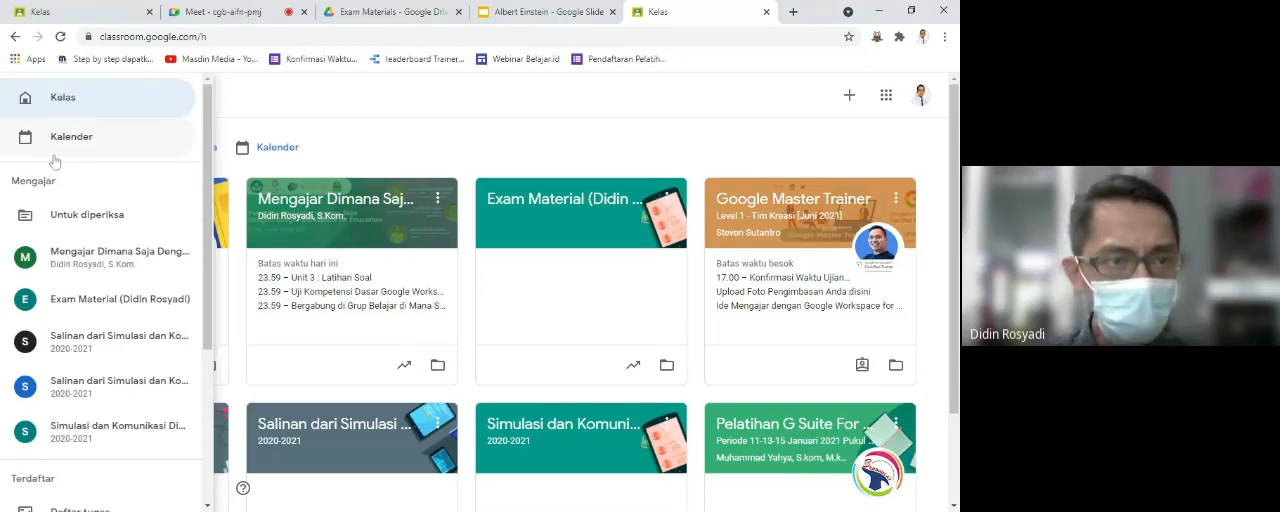 Kelas
Meet - cgb-aifn-pmj
Exam Materials - Google Driv
Albert Einstein - Google Slide
Kelas
classroom.google.com/h
Apps
Step by step dapatk...
Masdin Media - Yo...
Konfirmasi Waktu...
leaderboard Trainer...
Webinar Belajar.id
Pendaftaran Pelatih...
Kelas
Kalender
Mengajar
Untuk diperiksa
M
Mengajar Dimana Saja Deng...
Didin Rosyadi, S.Kom.
E
Exam Material (Didin Rosyadi)
S
Salinan dari Simulasi dan Ko...
2020-2021
S
Salinan dari Simulasi dan Ko...
2020-2021
S
Simulasi dan Komunikasi Di...
2020-2021
Terdaftar
Daftar tugas
Kalender
Mengajar Dimana Saj...
Didin Rosyadi, S.Kom.
Batas waktu hari ini
23.59 – Unit 3 : Latihan Soal
23.59 – Uji Kompetensi Dasar Google Works...
23.59 – Bergabung di Grup Belajar di Mana S...
Exam Material (Didin ...
Google Master Trainer
Level 1 - Tim Kreasi [Juni 2021]
Steven Sutantro
Batas waktu besok
17.00 – Konfirmasi Waktu Ujian...
Upload Foto Pengimbasan Anda disini
Ide Mengajar dengan Google Workspace for ...
Salinan dari Simulasi ...
2020-2021
Simulasi dan Komuni...
2020-2021
Pelatihan G Suite For ...
Periode 11-13-15 Januari 2021 Pukul ...
Muhammad Yahya, S.kom, M.k...
Didin Rosyadi